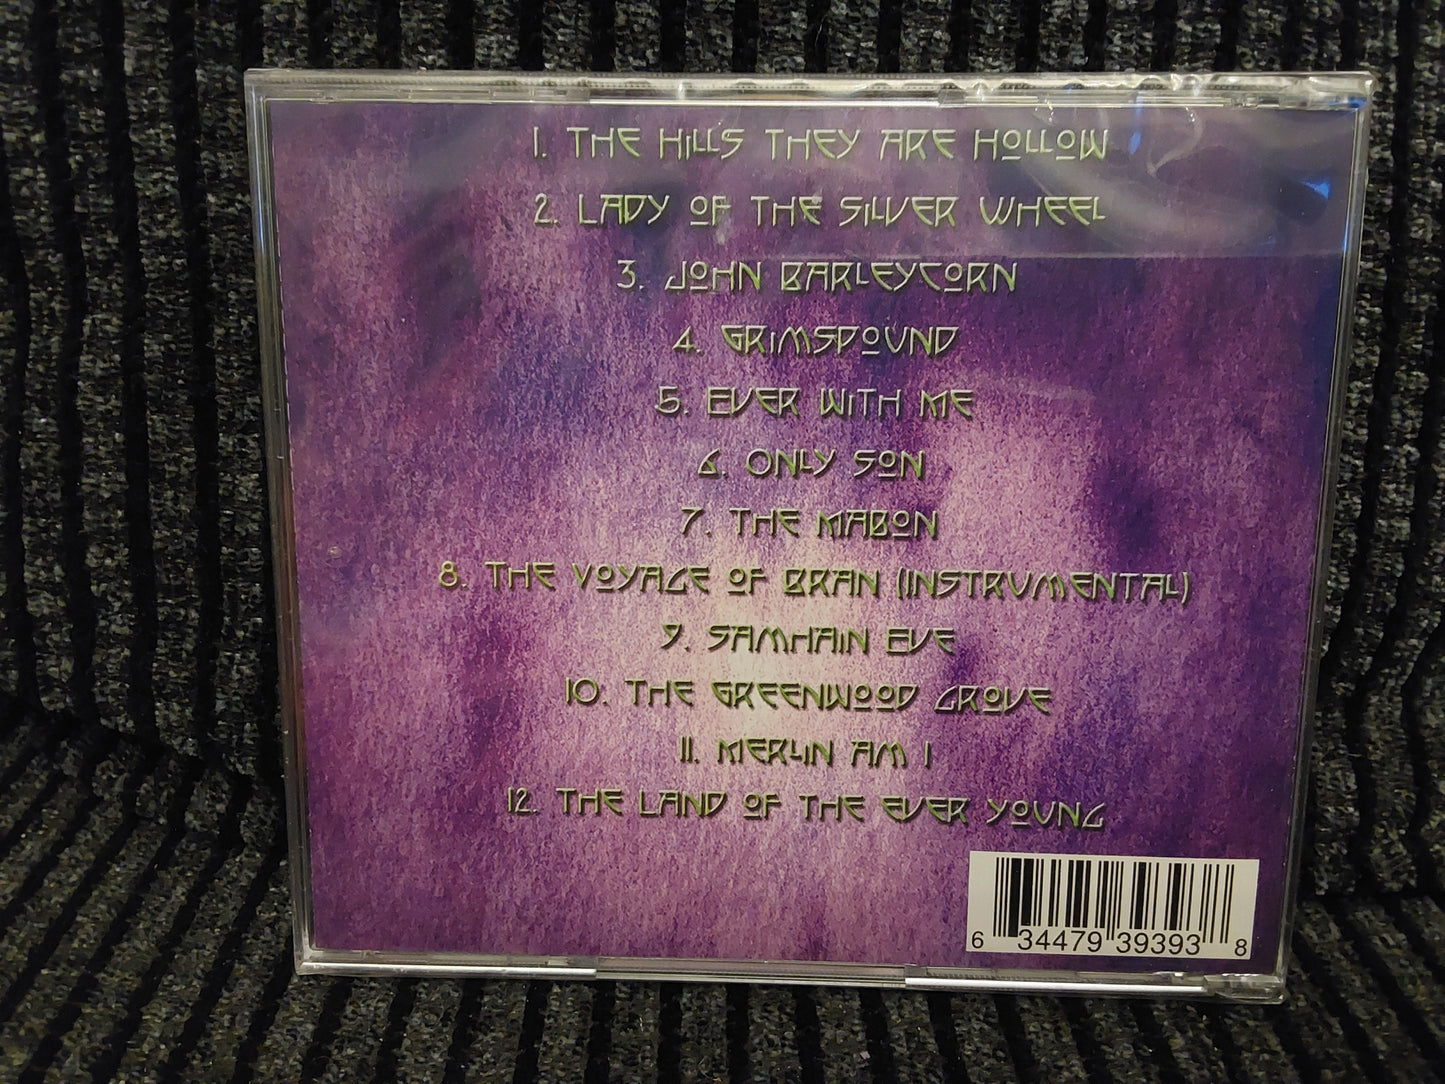 1. THE HILLS THEY ARE HOLLOW
2. LADY OF THE SILVER WHEEL
3. JOHN BARLEYCORN
4. GRIMSPOUND
5. EVER WITH ME
6. ONLY SON
7. THE MABON
8. THE VOYAGE OF BRAN (INSTRUMENTAL)
9. SAMHAIN EVE
10. THE GREENWOOD GROVE
11. MERLIN AM I
12. THE LAND OF THE EVER YOUNG
6 34479 39393 8